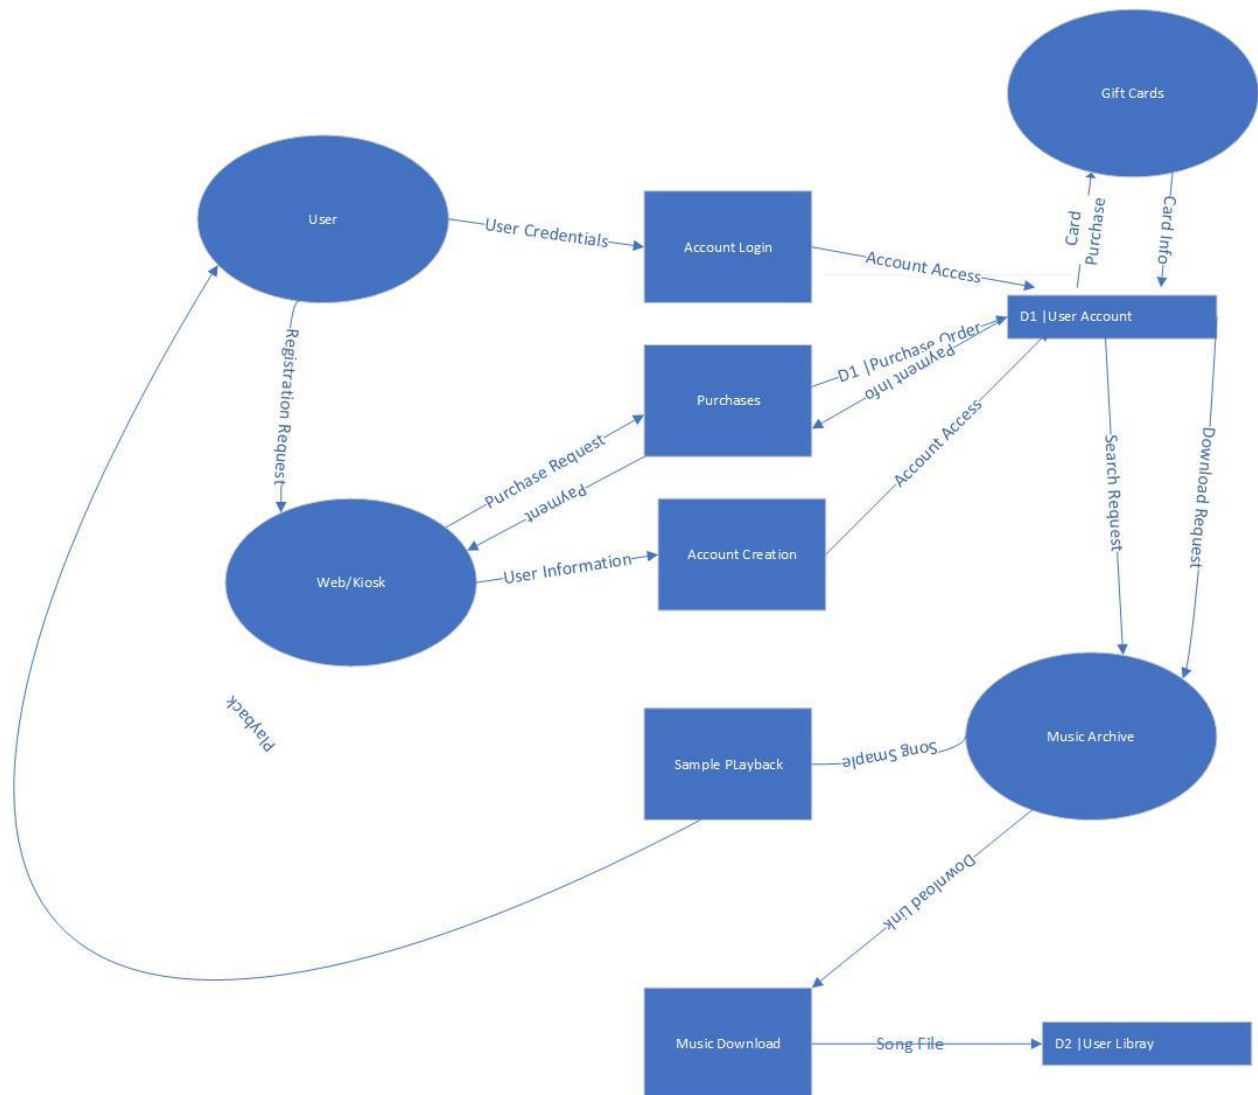 Gift Cards
User
User Credentials
Account Login
Account Access
Card
Purchase
Card Info
D1 |User Account
Registration Request
D1 |Purchase Order
Payment Info
Purchases
Purchase Request
Payment
Account Access
Search Request
Download Request
Account Creation
User Information
Web/Kiosk
Playback
Sample PLayback
Song Smaple
Music Archive
Download Link
Music Download
Song File
D2 |User Libray